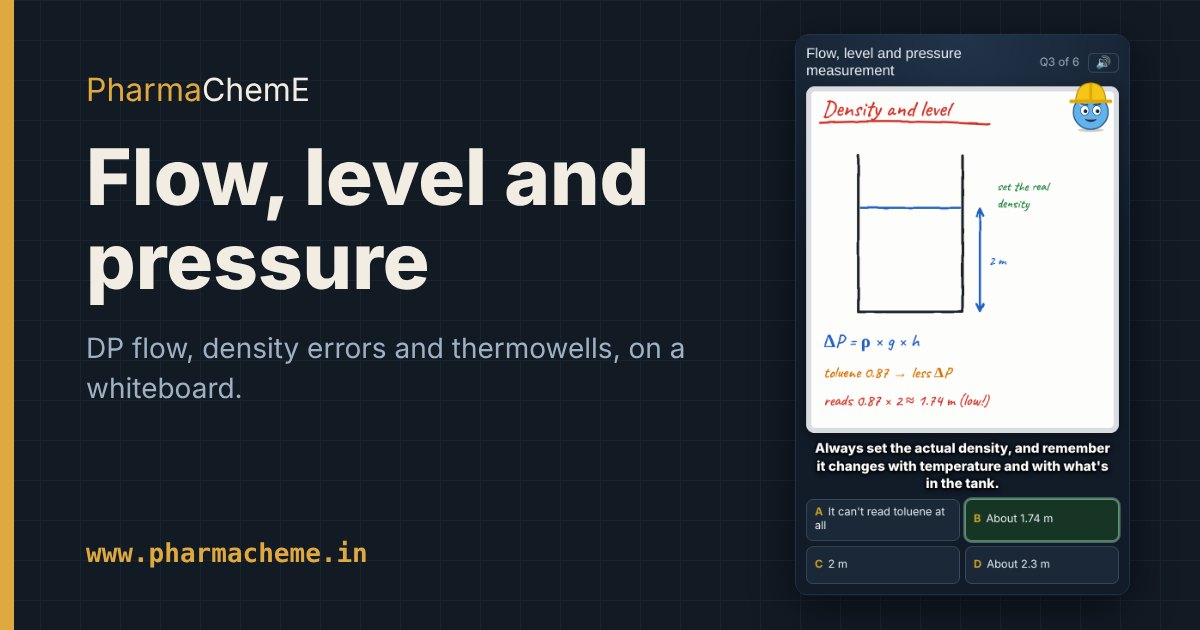 PharmaChemE
Flow, level and
pressure
DP flow, density errors and thermowells, on a
whiteboard.
www.pharmacheme.in
Flow, level and pressure
measurement
Q3 of 6
Density and level
set the real
density
2 m
ΔP = ρ × g × h
toluene 0.87 → less ΔP
reads 0.87 × 2 ≈ 1.74 m (low!)
Always set the actual density, and remember
it changes with temperature and with what's
in the tank.
A It can't read toluene at
all
B About 1.74 m
C 2 m
D About 2.3 m